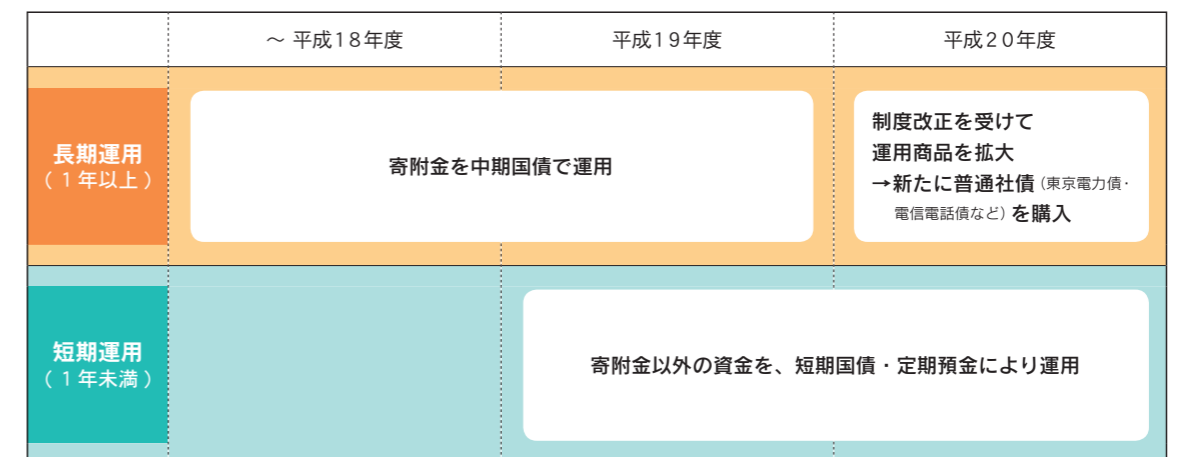 ～ 平成18年度
平成19年度
平成20年度
長期運用
（１年以上）
寄附金を中期国債で運用
制度改正を受けて
運用商品を拡大
→新たに普通社債（東京電力債・
電信電話債など）を購入
短期運用
（１年未満）
寄附金以外の資金を、短期国債・定期預金により運用